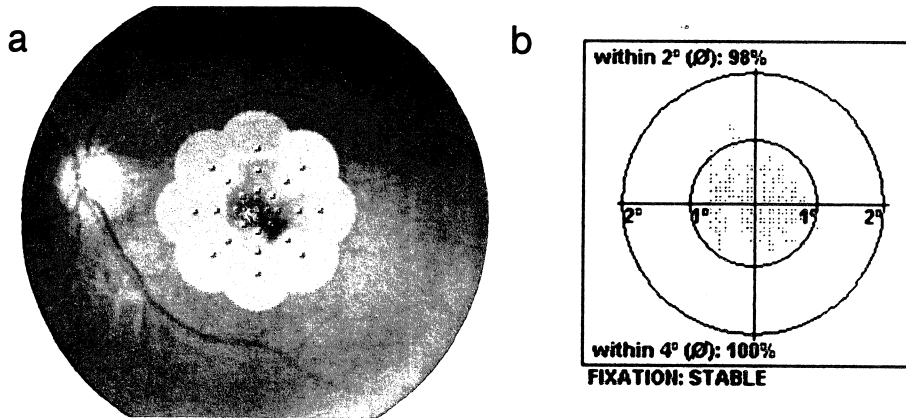 a
b
within 2° (Ø): 98%
2° 1° 1° 2°
within 4° (Ø): 100%
FIXATION: STABLE